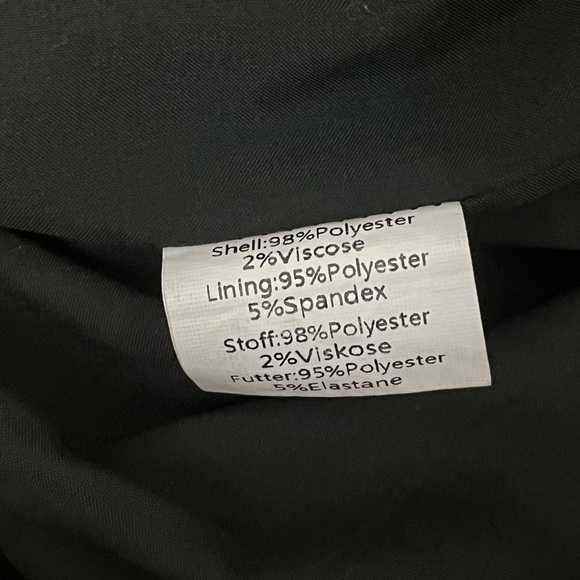 Shell:98%Polyester
2%Viscose
Lining:95%Polyester
5%Spandex
Stoff:98%Polyester
2%Viskose
Futter:95%Polyester
5%Elastane